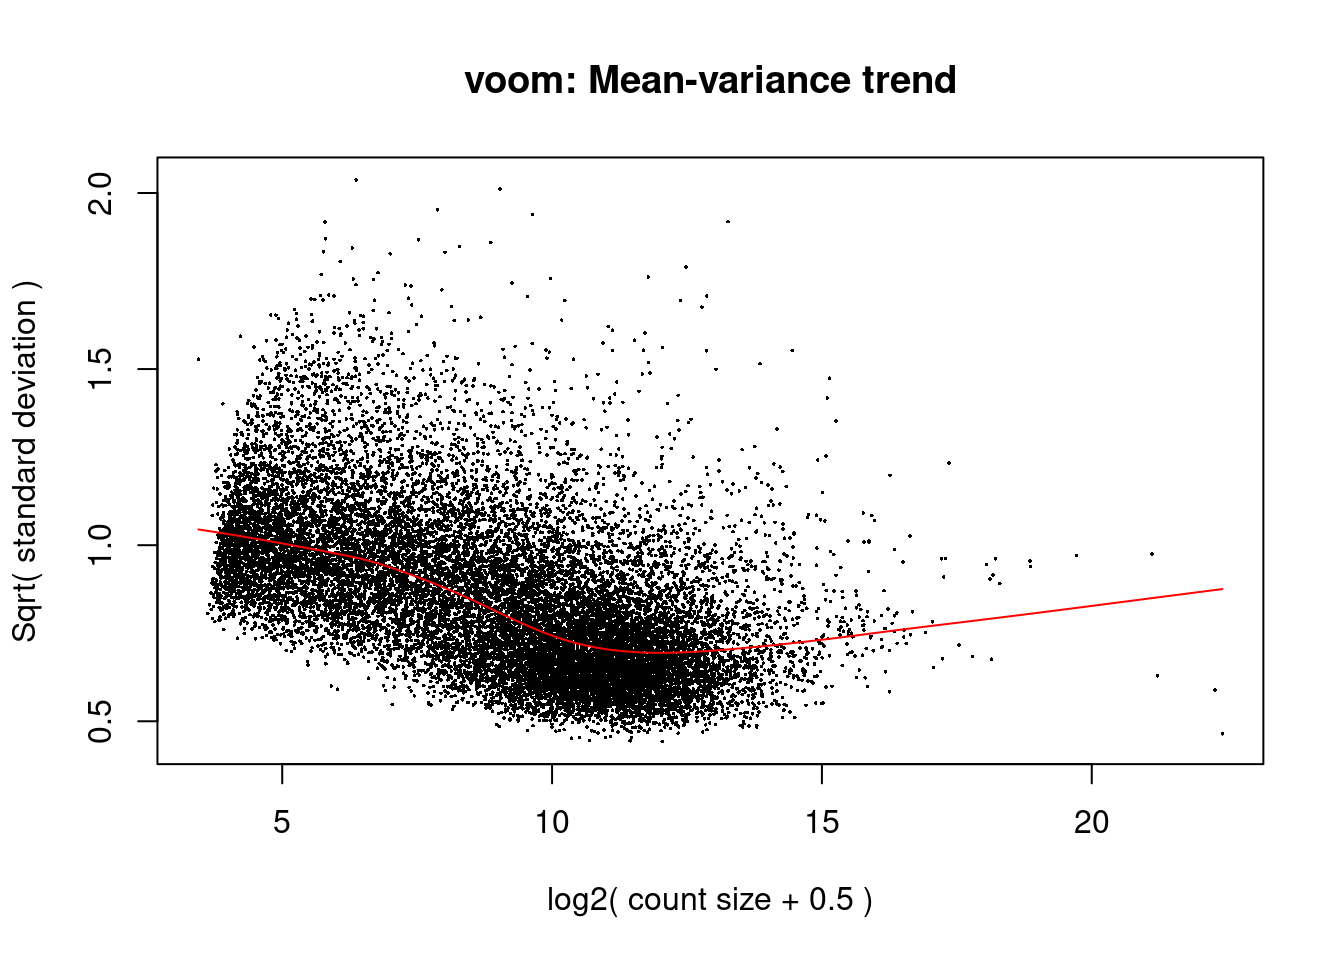 voom: Mean-variance trend
Sqrt( standard deviation )
2.0
1.5
1.0
0.5
5 10 15 20
log2( count size + 0.5 )